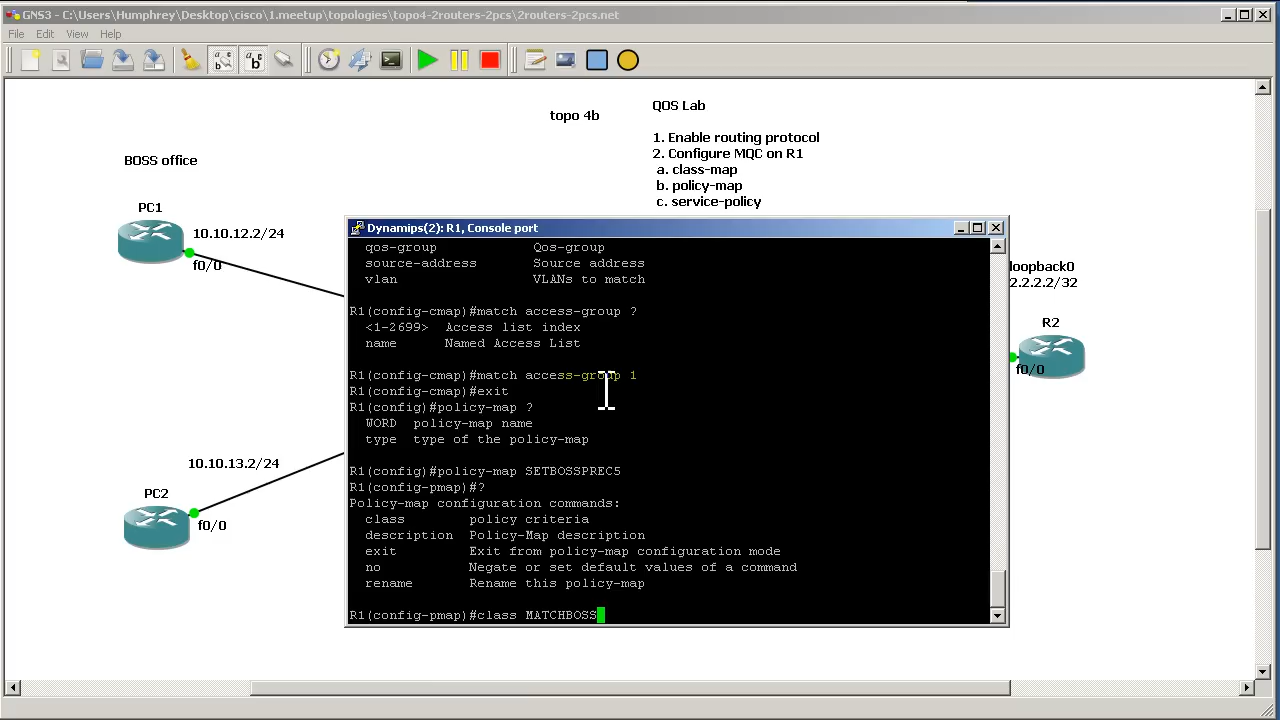 GNS3 - C:\Users\Humphrey\Desktop\cisco\1.meetup\topologies\topo4-2routers-2pcs\2routers-2pcs.net
File Edit View Help
topo 4b
QOS Lab
1. Enable routing protocol
2. Configure MQC on R1
a. class-map
b. policy-map
c. service-policy
BOSS office
PC1
10.10.12.2/24
f0/0
10.10.13.2/24
PC2
f0/0
loopback0
2.2.2.2/32
R2
f0/0
Dynamips(2): R1, Console port
qos-group Qos-group
source-address Source address
vlan VLANs to match
R1(config-cmap)#match access-group ?
<1-2699> Access list index
name Named Access List
R1(config-cmap)#match access-group 1
R1(config-cmap)#exit
R1(config)#policy-map ?
WORD policy-map name
type type of the policy-map
R1(config)#policy-map SETBOSSPREC5
R1(config-pmap)#?
Policy-map configuration commands:
class policy criteria
description Policy-Map description
exit Exit from policy-map configuration mode
no Negate or set default values of a command
rename Rename this policy-map
R1(config-pmap)#class MATCHBOSS